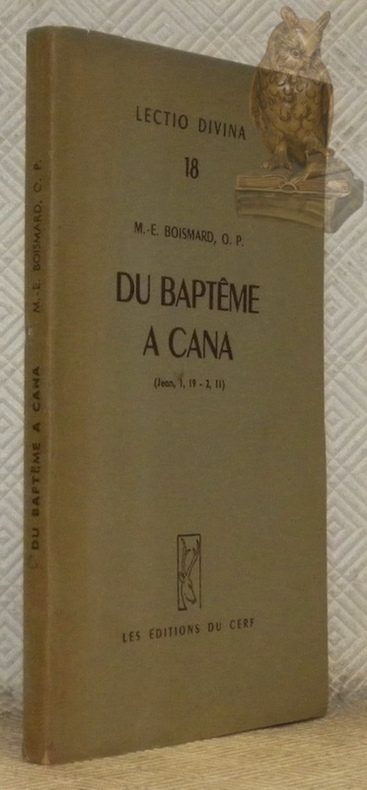 LECTIO DIVINA
18
M.-E. BOISMARD, O. P.
DU BAPTÊME
A CANA
(Jean, 1, 19 - 2, 11)
LES ÉDITIONS DU CERF
DU BAPTÊME A CANA M.-E. BOISMARD, O. P.